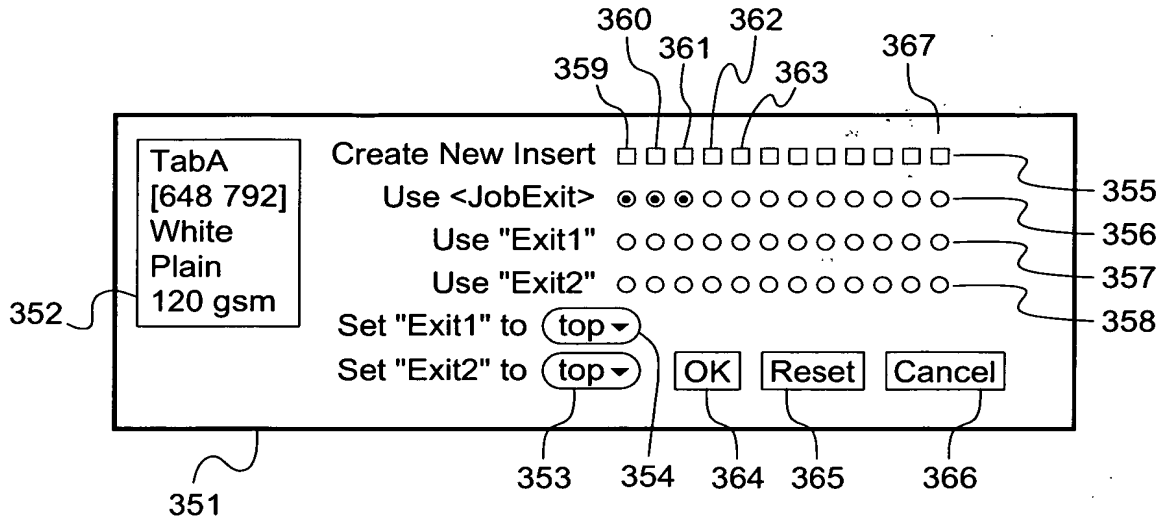 360
362
361
367
359
363
TabA
[648 792]
White
Plain
120 gsm
Create New Insert
Use <JobExit>
Use "Exit1"
Use "Exit2"
Set "Exit1" to top
Set "Exit2" to top
OK Reset Cancel
355
356
357
358
352
351
353 354 364 365 366